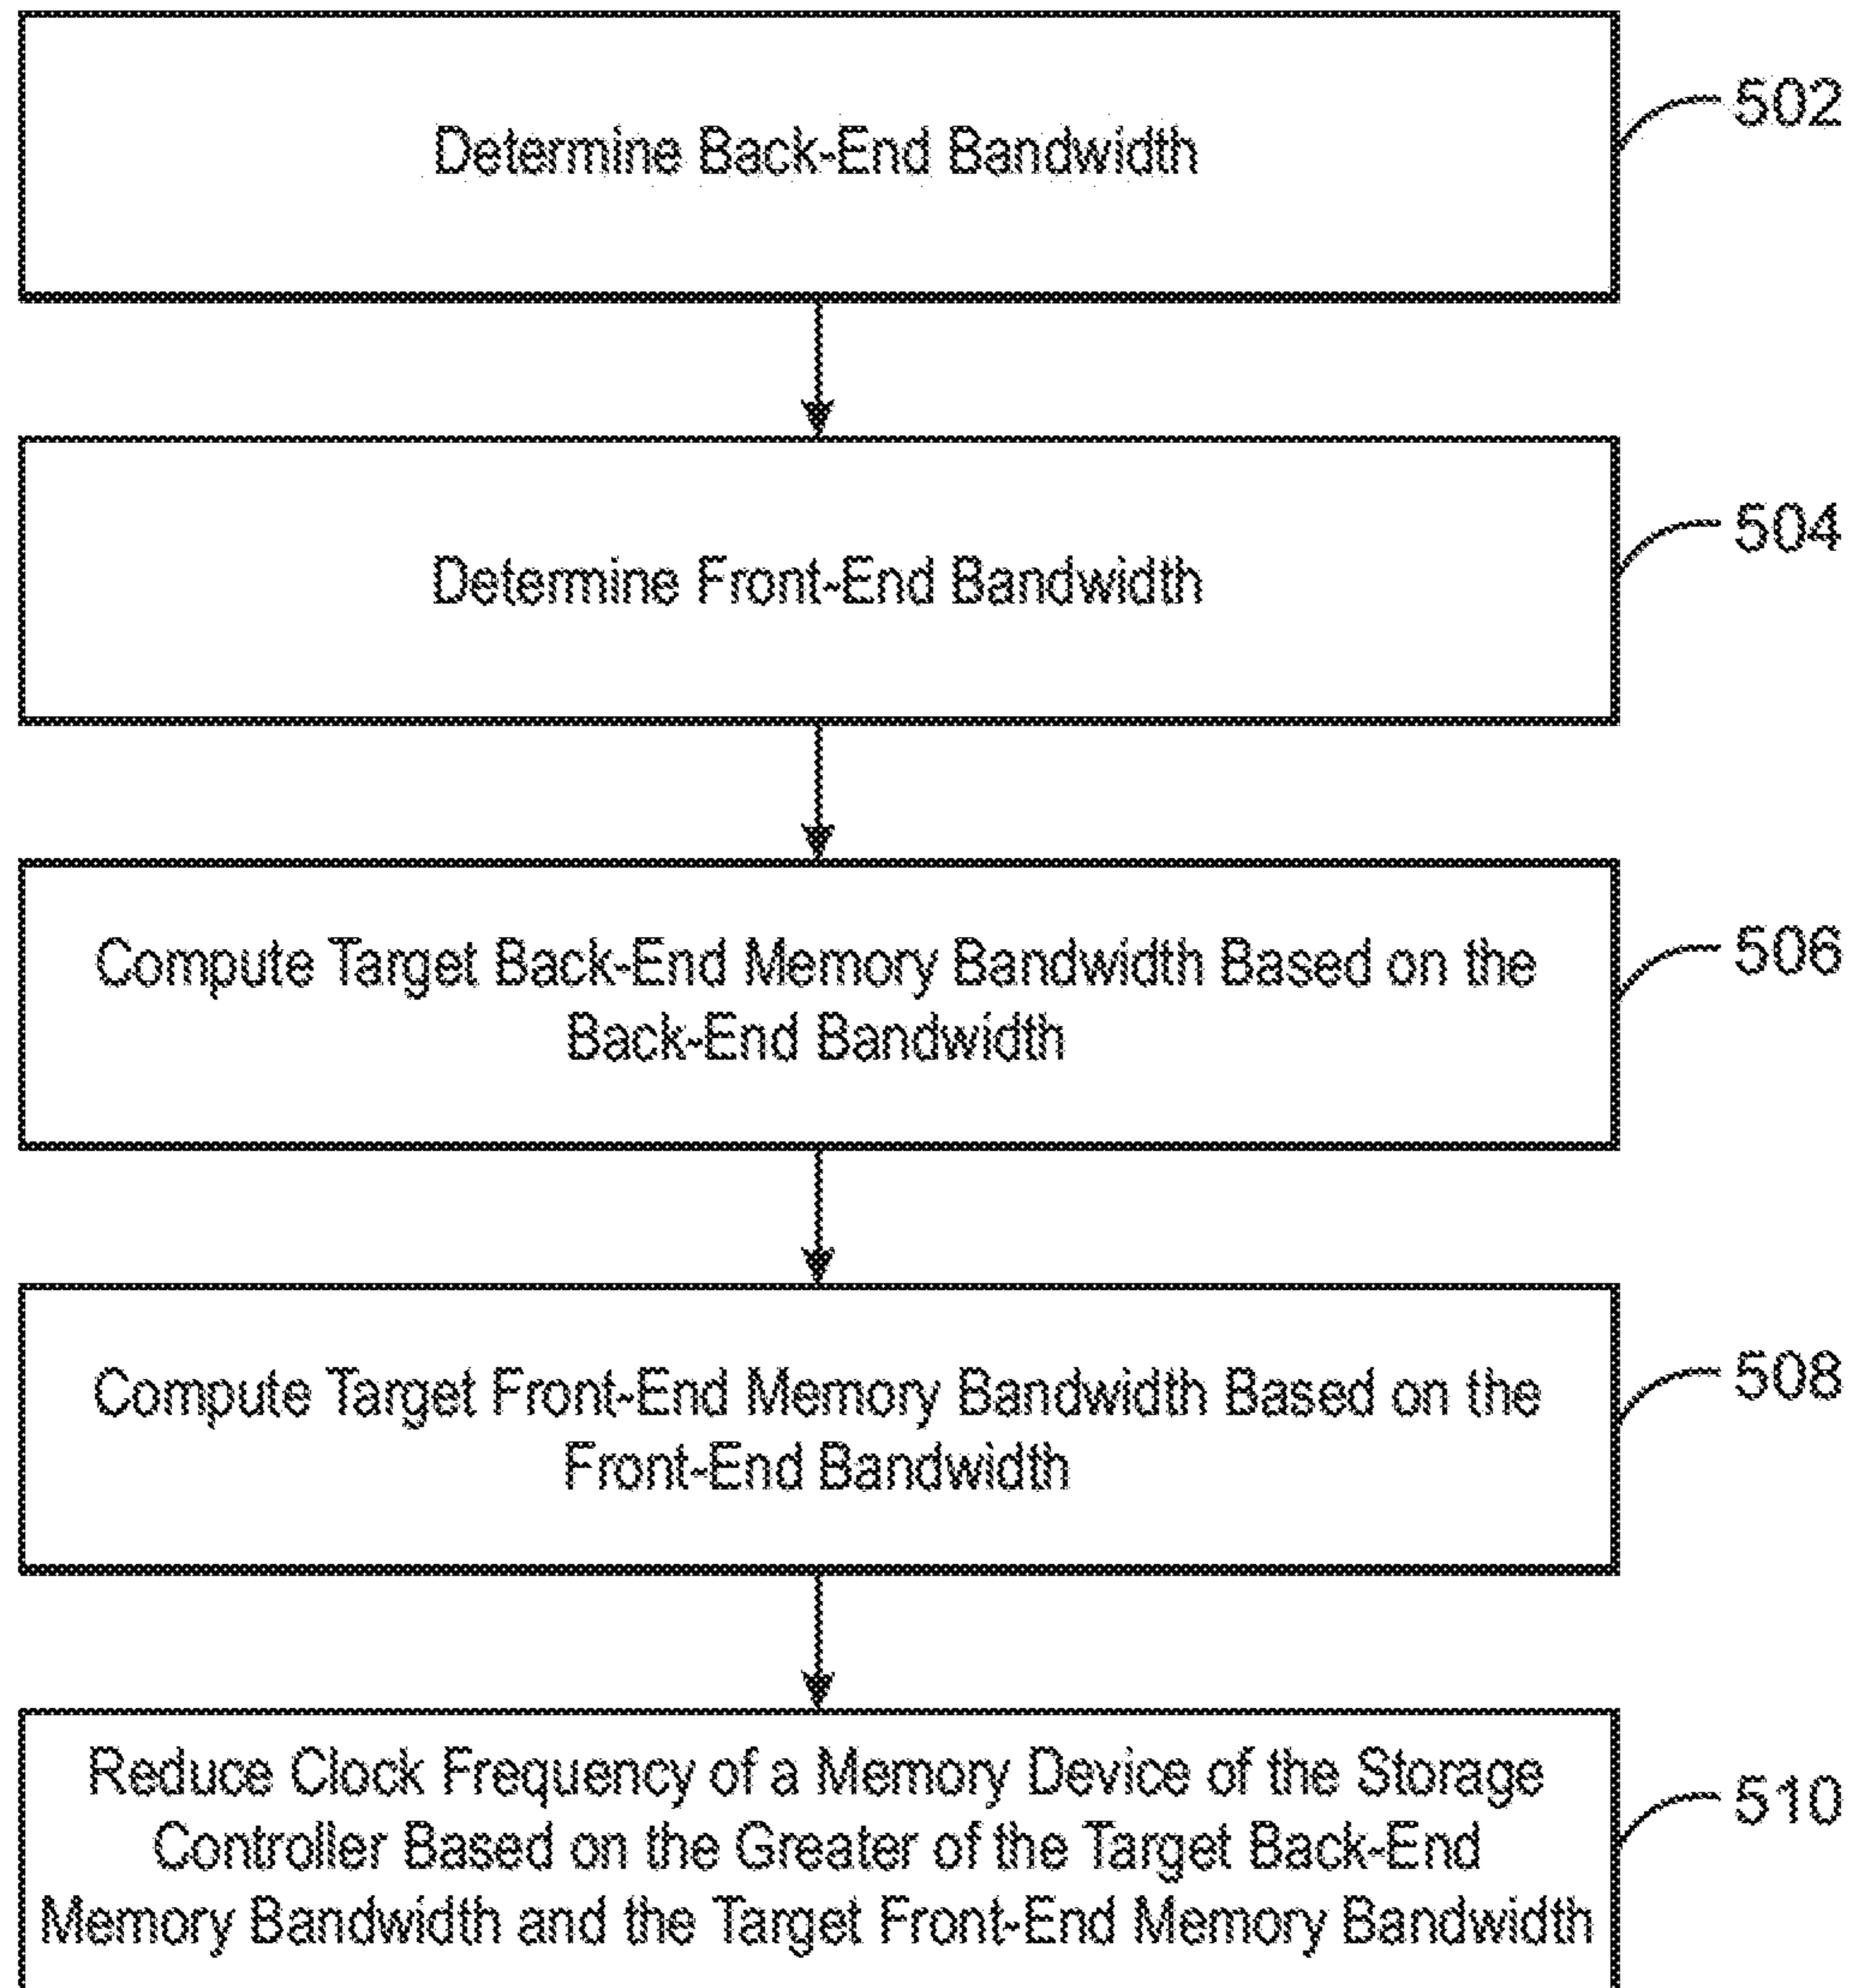 Determine Back-End Bandwidth
502
Determine Front-End Bandwidth
504
Compute Target Back-End Memory Bandwidth Based on the
Back-End Bandwidth
506
Compute Target Front-End Memory Bandwidth Based on the
Front-End Bandwidth
508
Reduce Clock Frequency of a Memory Device of the Storage
Controller Based on the Greater of the Target Back-End
Memory Bandwidth and the Target Front-End Memory Bandwidth
510